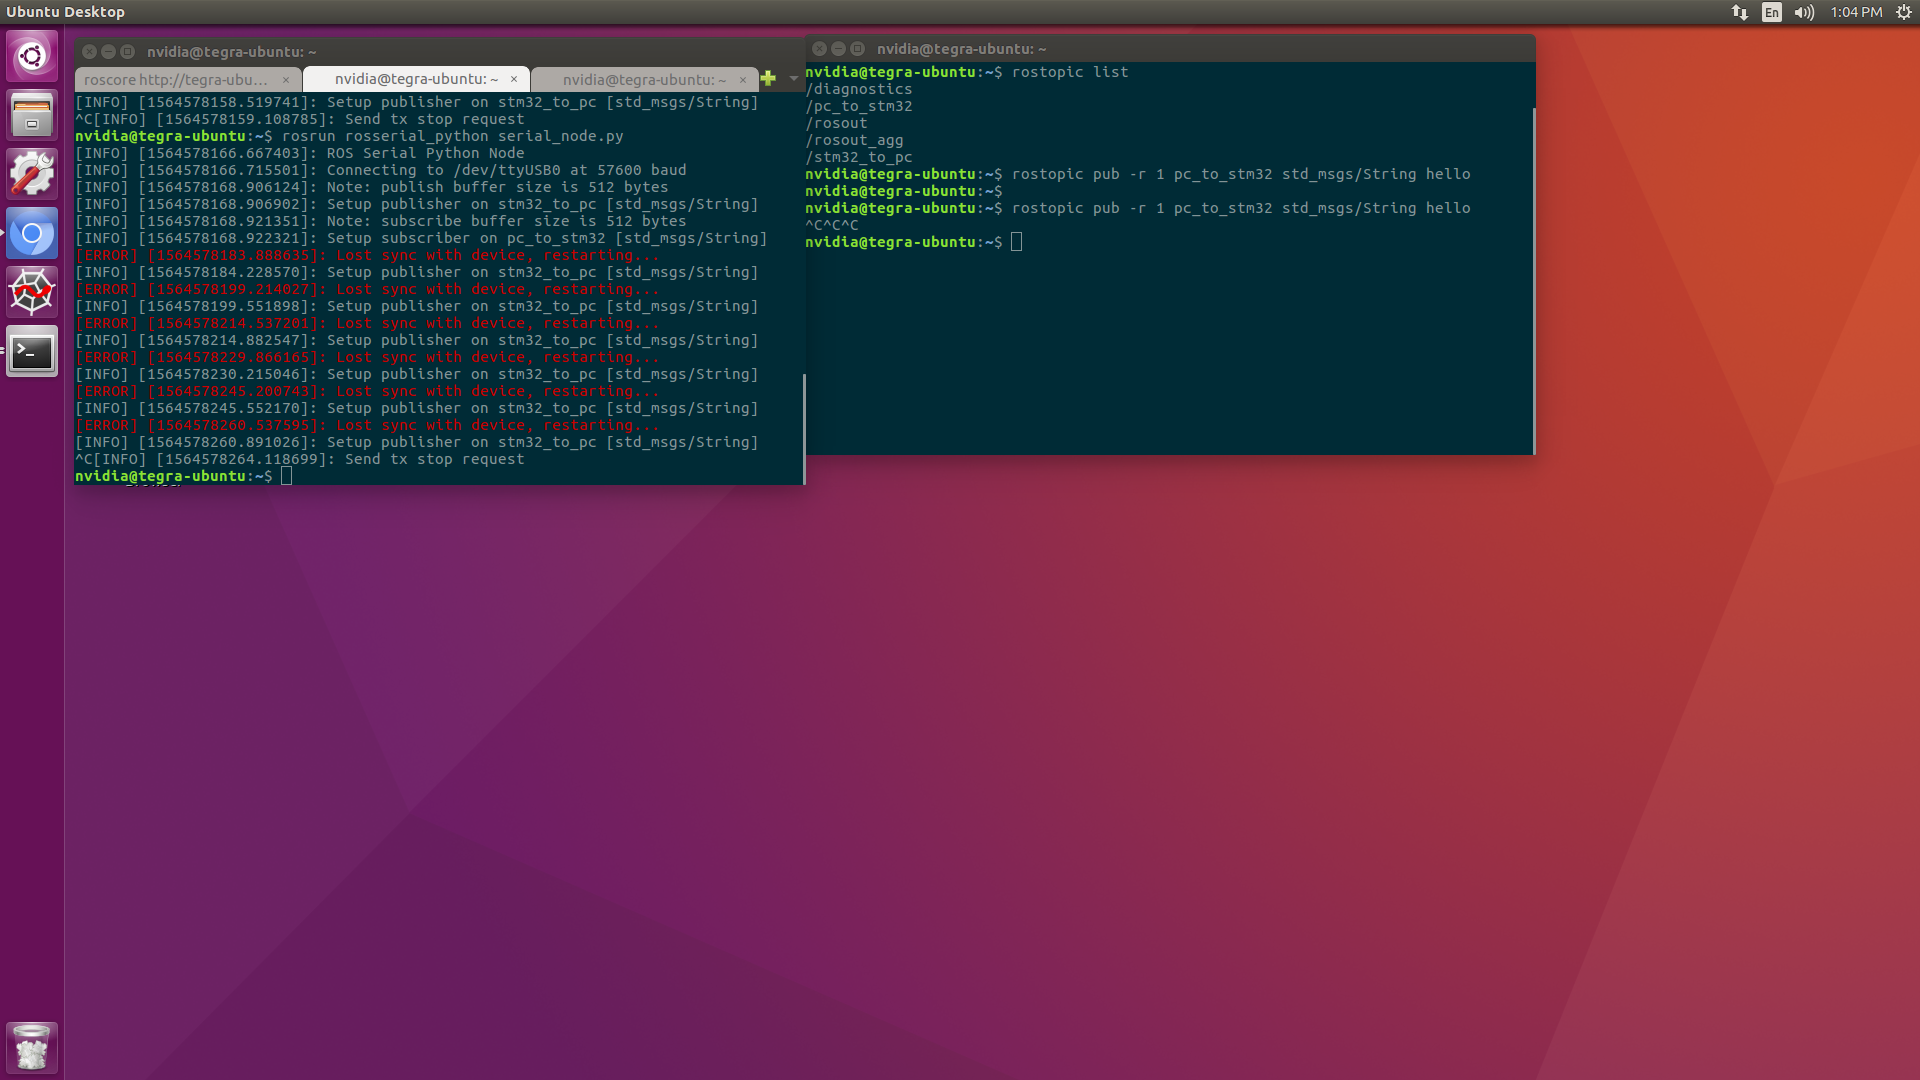 Ubuntu Desktop
En
1:04 PM
nvidia@tegra-ubuntu: ~
roscore http://tegra-ubu... ×
nvidia@tegra-ubuntu: ~ ×
nvidia@tegra-ubuntu: ~ ×
[INFO] [1564578158.519741]: Setup publisher on stm32_to_pc [std_msgs/String]
^C[INFO] [1564578159.108785]: Send tx stop request
nvidia@tegra-ubuntu:~$ rosrun rosserial_python serial_node.py
[INFO] [1564578166.667403]: ROS Serial Python Node
[INFO] [1564578166.715501]: Connecting to /dev/ttyUSB0 at 57600 baud
[INFO] [1564578168.906124]: Note: publish buffer size is 512 bytes
[INFO] [1564578168.906902]: Setup publisher on stm32_to_pc [std_msgs/String]
[INFO] [1564578168.921351]: Note: subscribe buffer size is 512 bytes
[INFO] [1564578168.922321]: Setup subscriber on pc_to_stm32 [std_msgs/String]
[ERROR] [1564578183.888635]: Lost sync with device, restarting...
[INFO] [1564578184.228570]: Setup publisher on stm32_to_pc [std_msgs/String]
[ERROR] [1564578199.214027]: Lost sync with device, restarting...
[INFO] [1564578199.551898]: Setup publisher on stm32_to_pc [std_msgs/String]
[ERROR] [1564578214.537201]: Lost sync with device, restarting...
[INFO] [1564578214.882547]: Setup publisher on stm32_to_pc [std_msgs/String]
[ERROR] [1564578229.866165]: Lost sync with device, restarting...
[INFO] [1564578230.215046]: Setup publisher on stm32_to_pc [std_msgs/String]
[ERROR] [1564578245.200743]: Lost sync with device, restarting...
[INFO] [1564578245.552170]: Setup publisher on stm32_to_pc [std_msgs/String]
[ERROR] [1564578260.537595]: Lost sync with device, restarting...
[INFO] [1564578260.891026]: Setup publisher on stm32_to_pc [std_msgs/String]
^C[INFO] [1564578264.118699]: Send tx stop request
nvidia@tegra-ubuntu:~$
nvidia@tegra-ubuntu: ~
nvidia@tegra-ubuntu:~$ rostopic list
/diagnostics
/pc_to_stm32
/rosout
/rosout_agg
/stm32_to_pc
nvidia@tegra-ubuntu:~$ rostopic pub -r 1 pc_to_stm32 std_msgs/String hello
nvidia@tegra-ubuntu:~$
nvidia@tegra-ubuntu:~$ rostopic pub -r 1 pc_to_stm32 std_msgs/String hello
^C^C^C
nvidia@tegra-ubuntu:~$